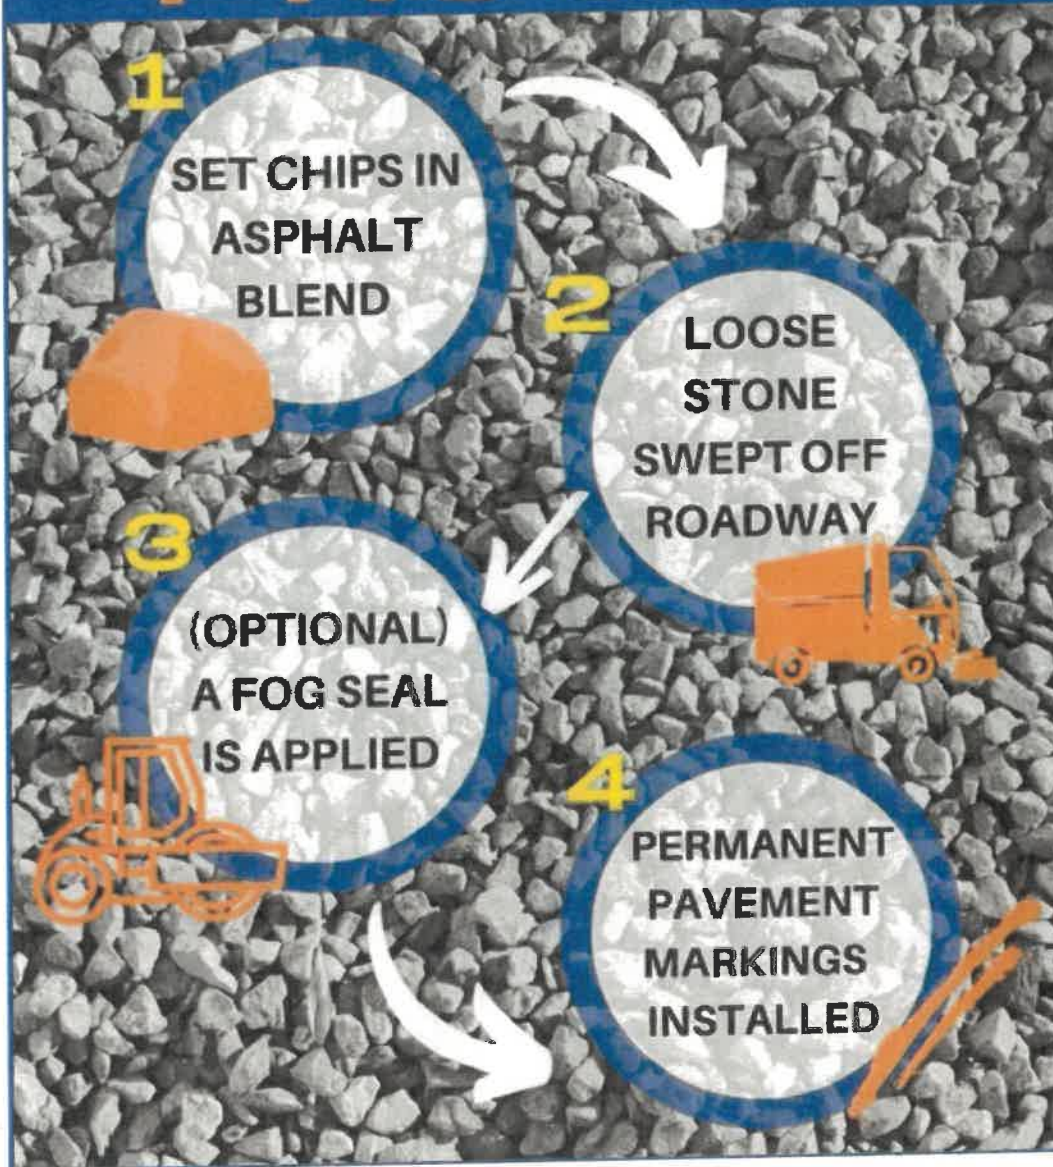 1
SET CHIPS IN
ASPHALT
BLEND
2
LOOSE
STONE
SWEPT OFF
ROADWAY
3
(OPTIONAL)
A FOG SEAL
IS APPLIED
4
PERMANENT
PAVEMENT
MARKINGS
INSTALLED